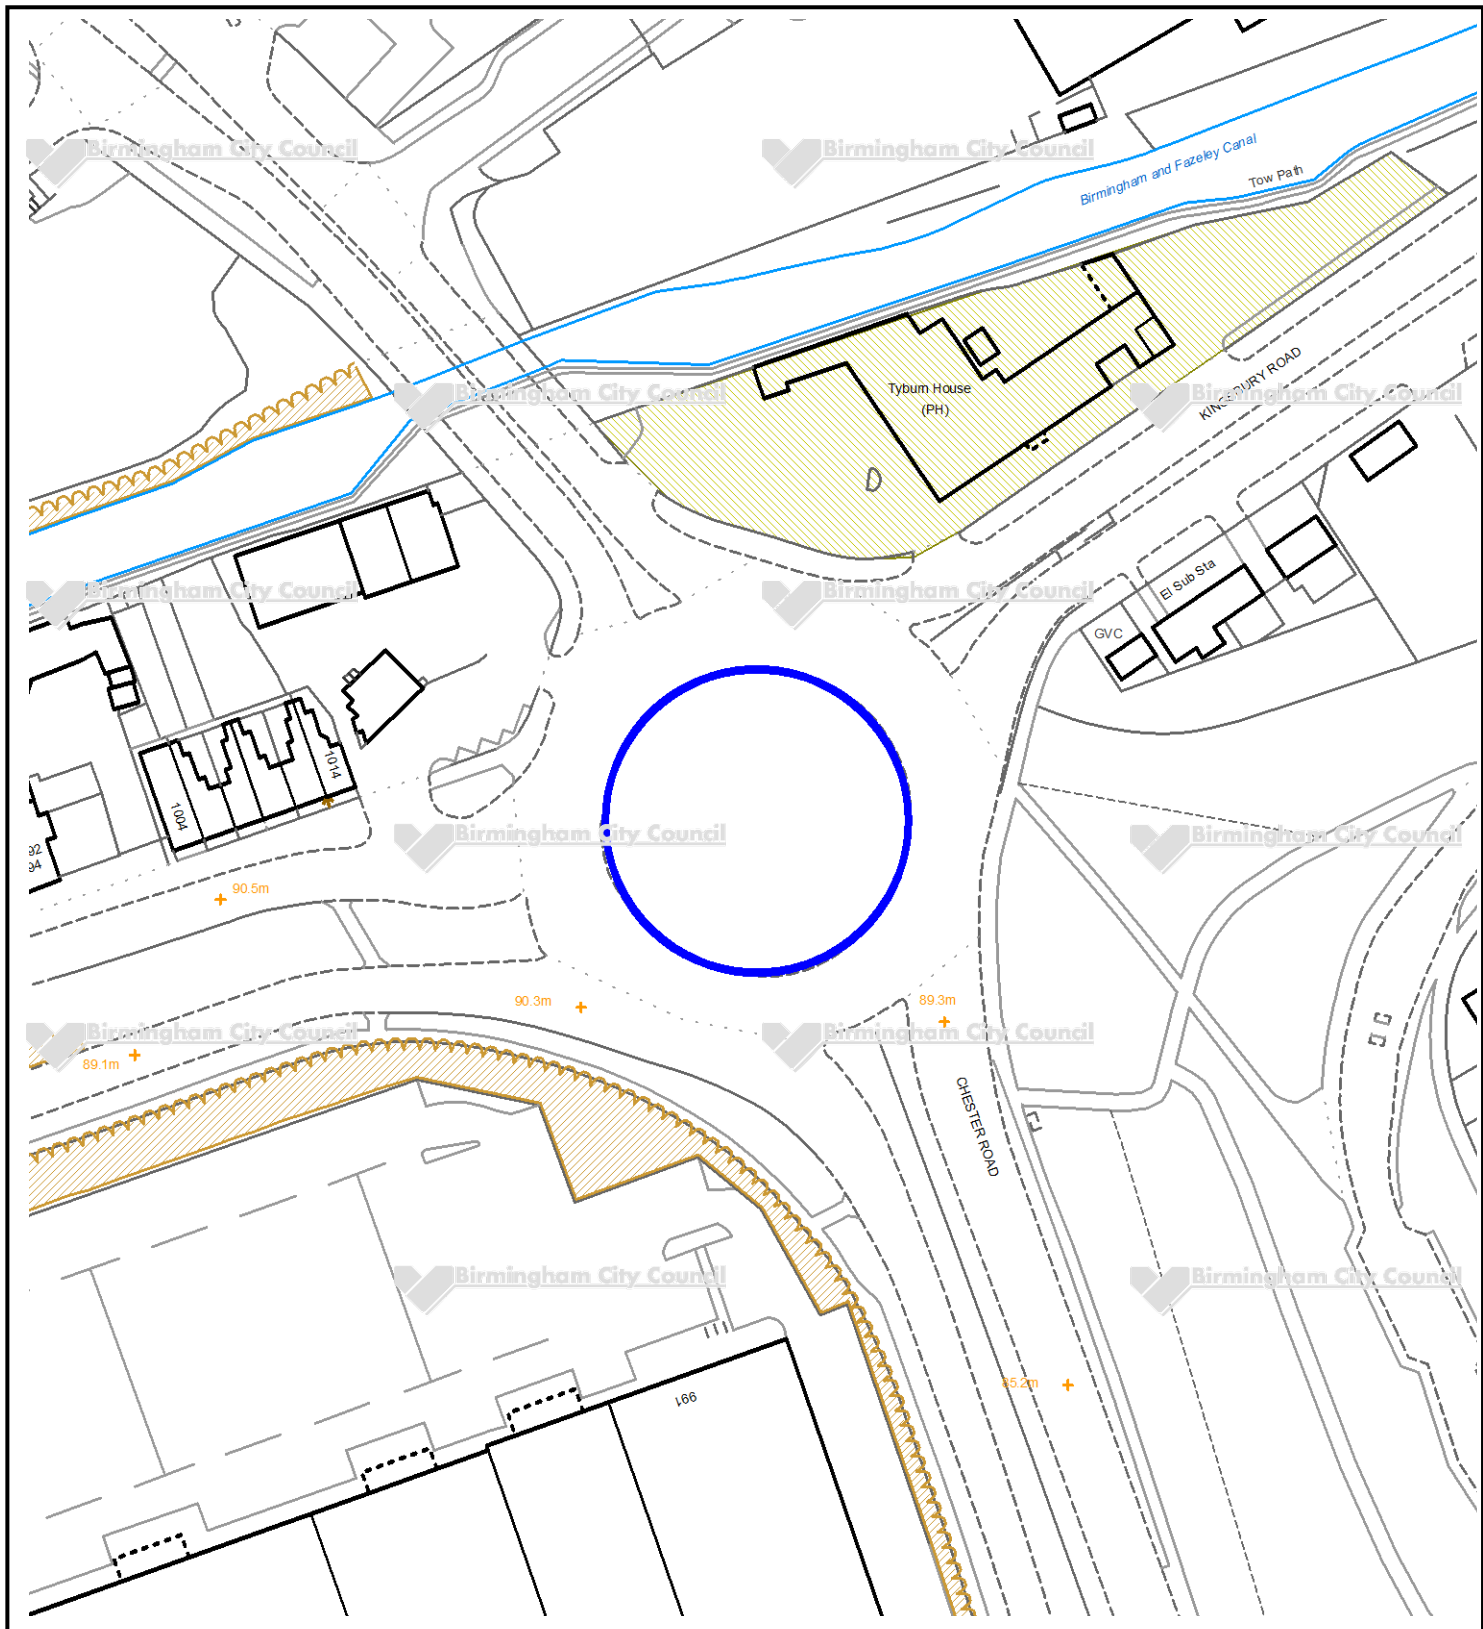 Birmingham City Council
Birmingham City Council
Birmingham and Fazeley Canal
Tow Path
Birmingham City Council
Tyburn House
(PH)
KINGSBURY ROAD
Birmingham City Council
Birmingham City Council
Birmingham City Council
El Sub Sta
GVC
1014
1004
Birmingham City Council
Birmingham City Council
92
94
90.5m
90.3m
89.3m
Birmingham City Council
Birmingham City Council
89.1m
CHESTER ROAD
Birmingham City Council
Birmingham City Council
85.2m
991